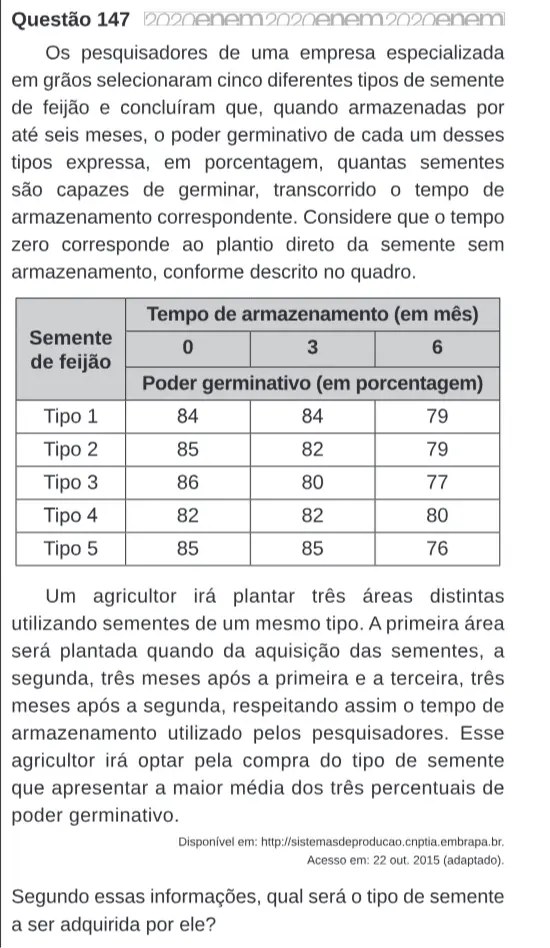 Questão 147 2020enem2020enem2020enem
Os pesquisadores de uma empresa especializada
em grãos selecionaram cinco diferentes tipos de semente
de feijão e concluíram que, quando armazenadas por
até seis meses, o poder germinativo de cada um desses
tipos expressa, em porcentagem, quantas sementes
são capazes de germinar, transcorrido o tempo de
armazenamento correspondente. Considere que o tempo
zero corresponde ao plantio direto da semente sem
armazenamento, conforme descrito no quadro.
Semente de feijão
Tempo de armazenamento (em mês)
0 3 6
Poder germinativo (em porcentagem)
Tipo 1 84 84 79
Tipo 2 85 82 79
Tipo 3 86 80 77
Tipo 4 82 82 80
Tipo 5 85 85 76
Um agricultor irá plantar três áreas distintas
utilizando sementes de um mesmo tipo. A primeira área
será plantada quando da aquisição das sementes, a
segunda, três meses após a primeira e a terceira, três
meses após a segunda, respeitando assim o tempo de
armazenamento utilizado pelos pesquisadores. Esse
agricultor irá optar pela compra do tipo de semente
que apresentar a maior média dos três percentuais de
poder germinativo.
Disponível em: http://sistemasdeproducao.cnptia.embrapa.br.
Acesso em: 22 out. 2015 (adaptado).
Segundo essas informações, qual será o tipo de semente
a ser adquirida por ele?